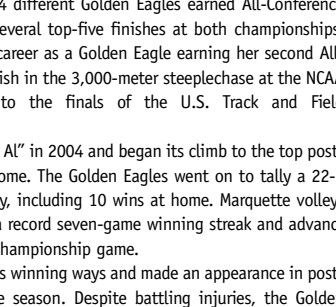 4 different Golden Eagles earned All-Conferenc
everal top-five finishes at both championships
career as a Golden Eagle earning her second All
ish in the 3,000-meter steeplechase at the NCAA
to the finals of the U.S. Track and Fiel
Al” in 2004 and began its climb to the top post
ome. The Golden Eagles went on to tally a 22-
y, including 10 wins at home. Marquette volley
a record seven-game winning streak and advanc
hampionship game.
s winning ways and made an appearance in post
e season. Despite battling injuries, the Golde